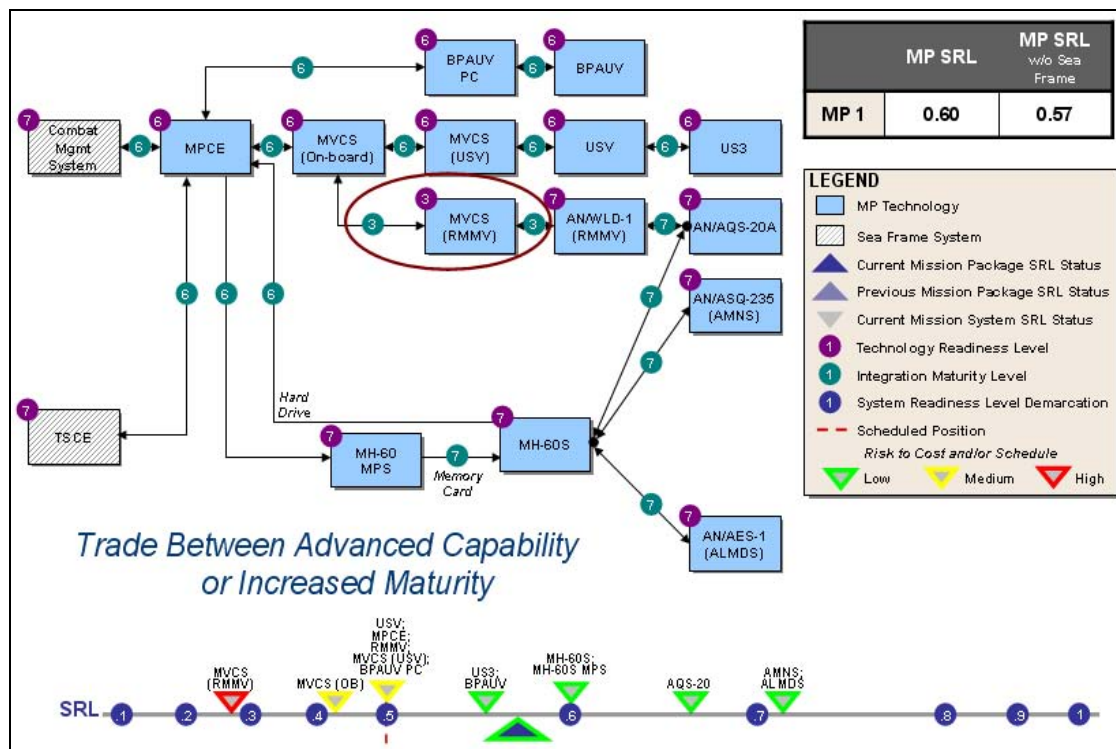 6
BPAUV
PC
6
6
BPAUV
6
7
Combat
Mgmt
System
6
6
MPCE
6
6
MVCS
(On-board)
6
6
MVCS
(USV)
6
6
USV
6
6
US3
3
3
MVCS
(RMMV)
3
7
AN/WLD-1
(RMMV)
7
7
AN/AQS-20A
7
7
AN/ASQ-235
(AMNS)
7
6
6
6
Hard
Drive
7
TSCE
7
MH-60
MPS
7
Memory
Card
7
MH-60S
7
7
AN/AES-1
(ALMDS)
MP SRL
MP SRL
w/o Sea
Frame
MP 1
0.60
0.57
LEGEND
MP Technology
Sea Frame System
Current Mission Package SRL Status
Previous Mission Package SRL Status
Current Mission System SRL Status
1 Technology Readiness Level
1 Integration Maturity Level
1 System Readiness Level Demarcation
Scheduled Position
Risk to Cost and/or Schedule
Low
Medium
High
Trade Between Advanced Capability
or Increased Maturity
MVCS
(RMMV)
MVCS (OB)
USV;
MPCE;
RMMV;
MVCS (USV);
BPAUV PC
US3;
BPAUV
MH-60S;
MH-60S MPS
AQS-20
AMNS;
ALMDS
SRL .1 .2 .3 .4 .5 .6 .7 .8 .9 1